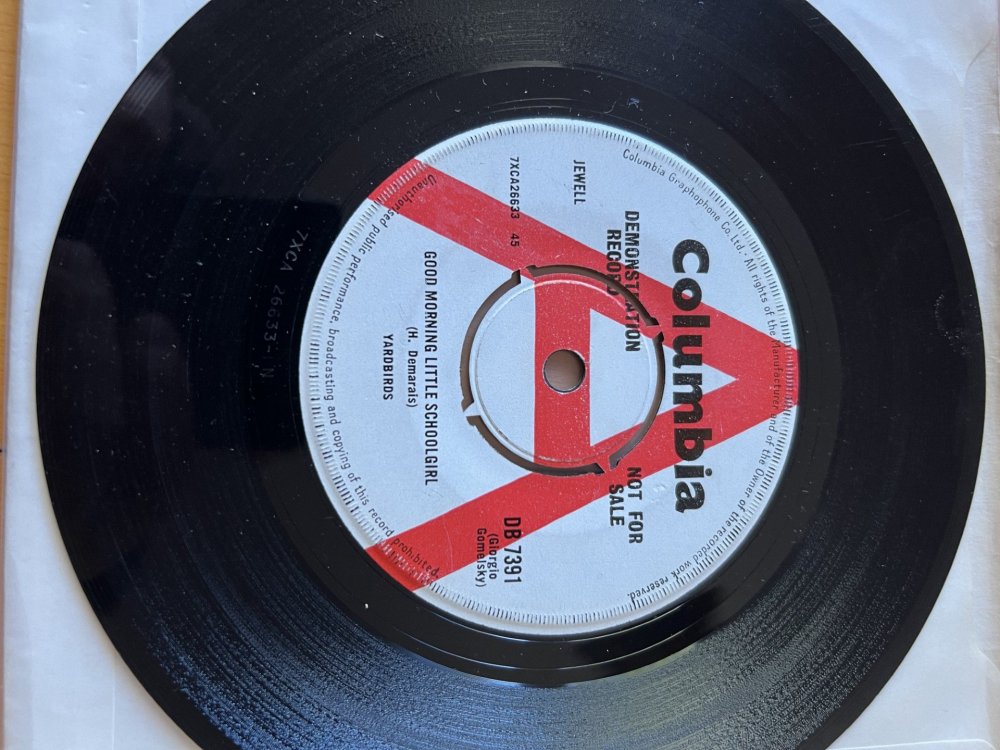 Columbia Graphophone Co. Ltd. · All rights of the Manufacturer and of the Owner of the recorded work reserved.
Columbia
DEMONSTRATION
RECORD
NOT FOR
SALE
JEWELL
7XCA26633 45
DB 7391
(Giorgio
Gomelsky)
GOOD MORNING LITTLE SCHOOLGIRL
(H. Demarais)
YARDBIRDS
Unauthorised public performance, broadcasting and copying of this record prohibited.
7XCA 26633-1N
K